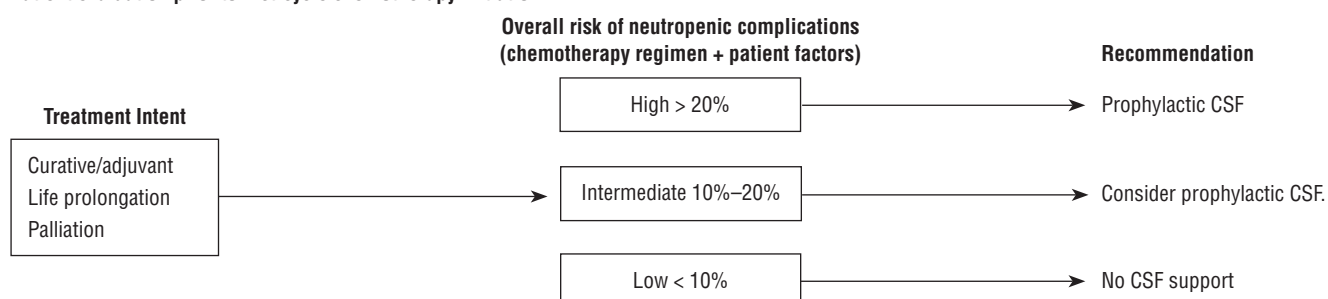 Overall risk of neutropenic complications
(chemotherapy regimen + patient factors)
Recommendation
High > 20%
Prophylactic CSF
Treatment Intent
Curative/adjuvant
Life prolongation
Palliation
Intermediate 10%–20%
Consider prophylactic CSF.
Low < 10%
No CSF support